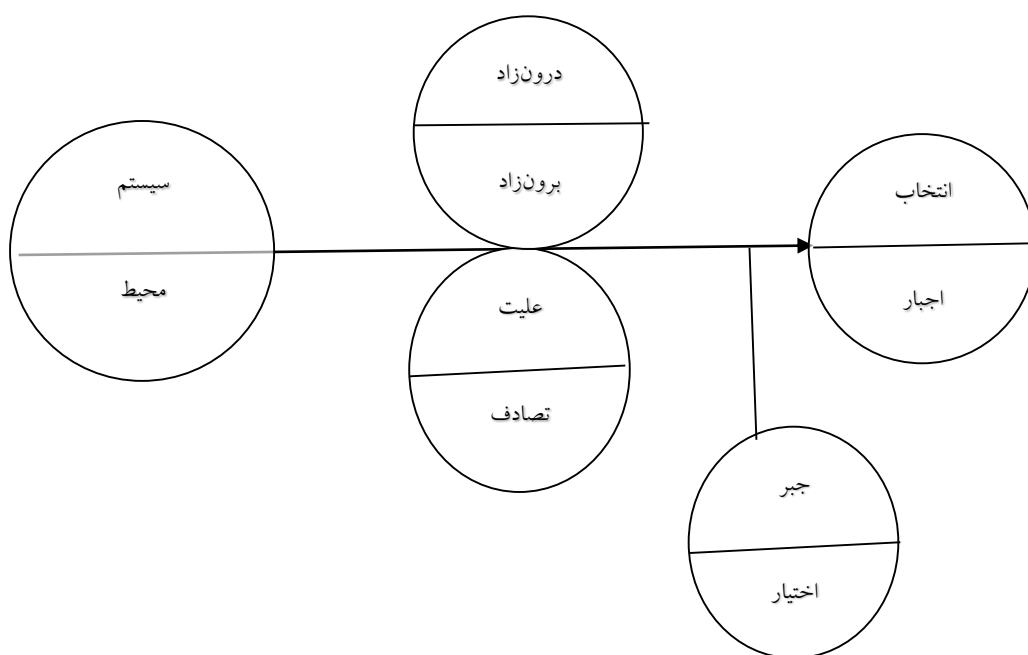 درون‌زاد
برون‌زاد
سیستم
محیط
انتخاب
اجبار
علیت
تصادف
جبر
اختیار